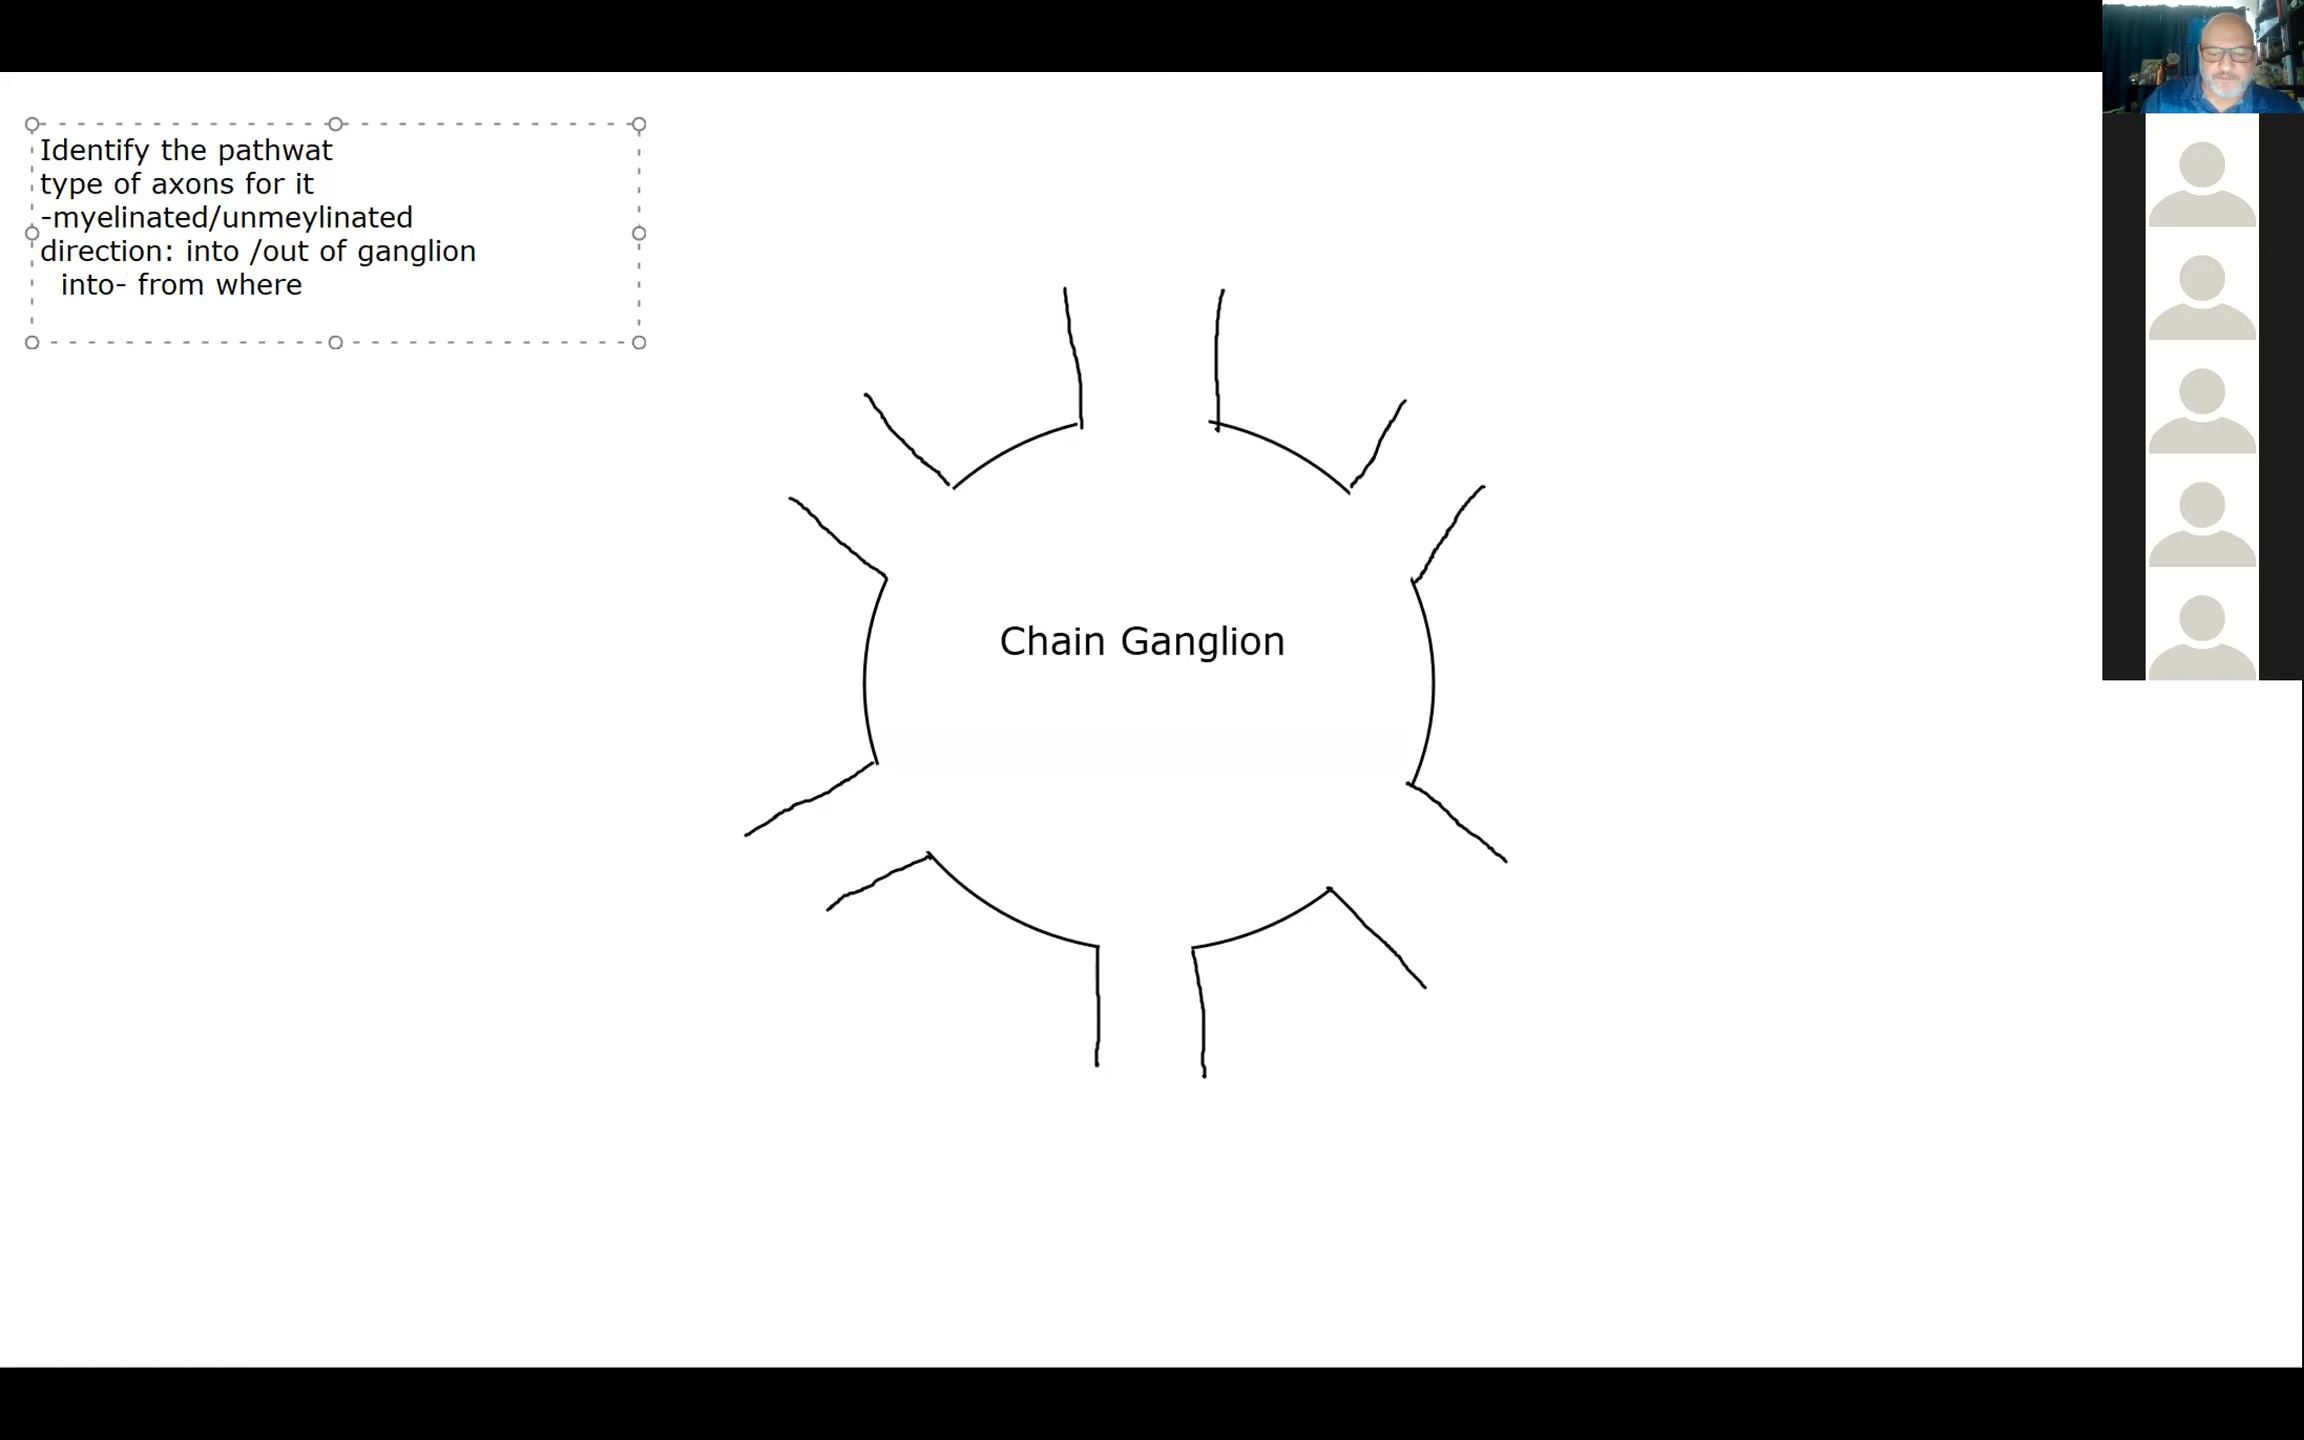 Identify the pathwat
type of axons for it
-myelinated/unmeylinated
direction: into /out of ganglion
into- from where
Chain Ganglion